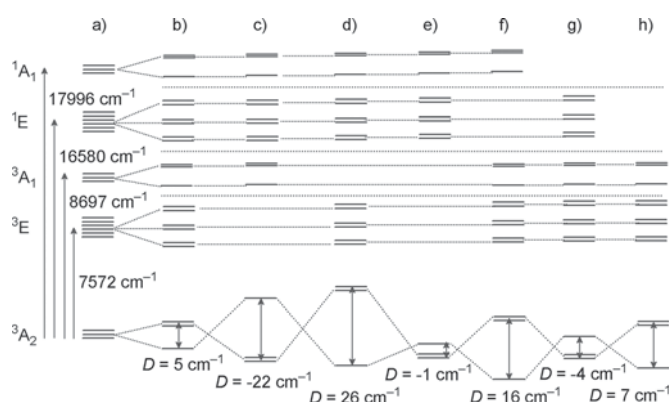 a) b) c) d) e) f) g) h)
¹A₁
17996 cm⁻¹
¹E
16580 cm⁻¹
³A₁
8697 cm⁻¹
³E
7572 cm⁻¹
³A₂
D = 5 cm⁻¹
D = -22 cm⁻¹
D = 26 cm⁻¹
D = -1 cm⁻¹
D = 16 cm⁻¹
D = -4 cm⁻¹
D = 7 cm⁻¹